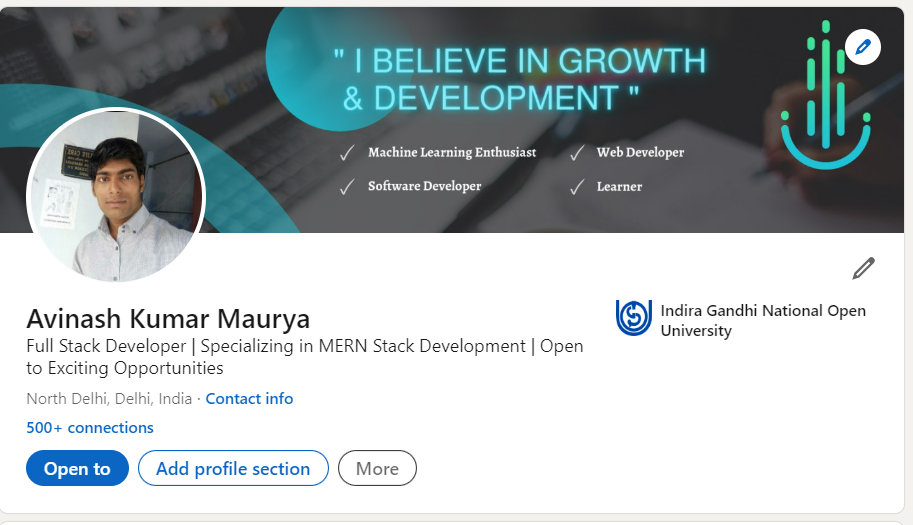 " I BELIEVE IN GROWTH
& DEVELOPMENT "
Machine Learning Enthusiast
Web Developer
Software Developer
Learner
Avinash Kumar Maurya
Full Stack Developer | Specializing in MERN Stack Development | Open
to Exciting Opportunities
North Delhi, Delhi, India · Contact info
500+ connections
Open to
Add profile section
More
Indira Gandhi National Open
University